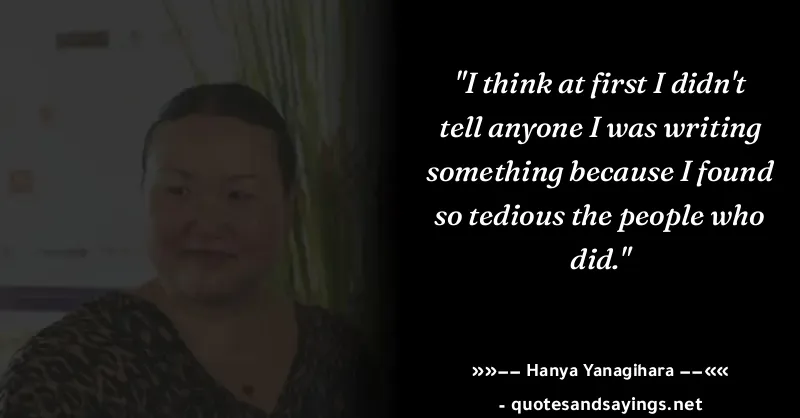 "I think at first I didn't
tell anyone I was writing
something because I found
so tedious the people who
did."
»»−− Hanya Yanagihara −−««
- quotesandsayings.net